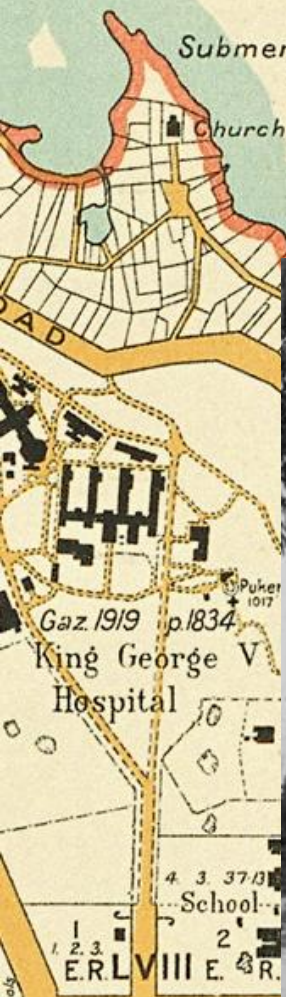 Submer
Church
OAD
Puker
1017
Gaz. 1919 p. 1834
King George V
Hospital
4. 3. 37·13
School
1
1. 2. 3.
2
E.R. LVIII E. R.